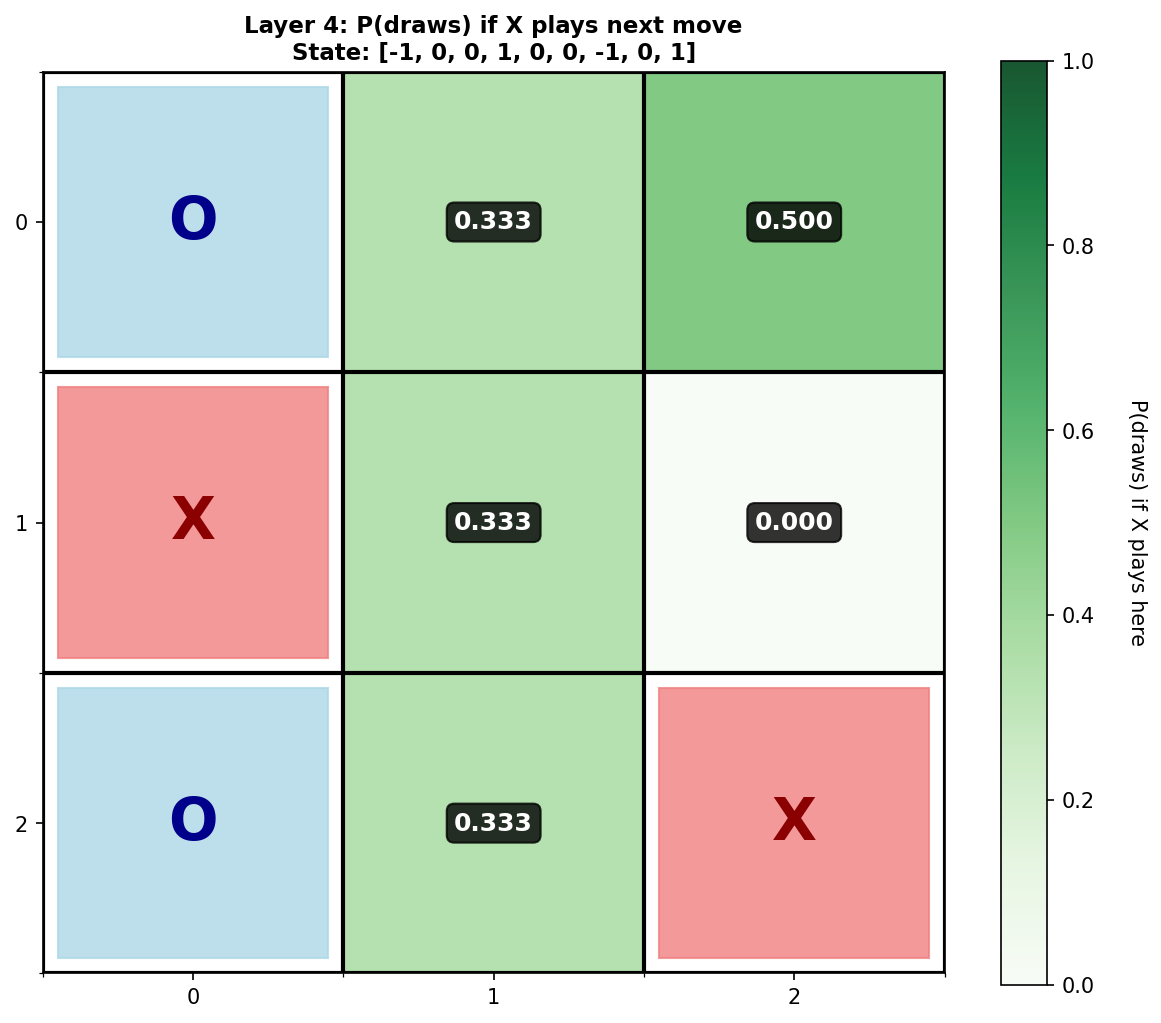 Layer 4: P(draws) if X plays next move
State: [-1, 0, 0, 1, 0, 0, -1, 0, 1]
0
O
0.333
0.500
1
X
0.333
0.000
2
O
0.333
X
0
1
2
1.0
0.8
0.6
0.4
0.2
0.0
P(draws) if X plays here